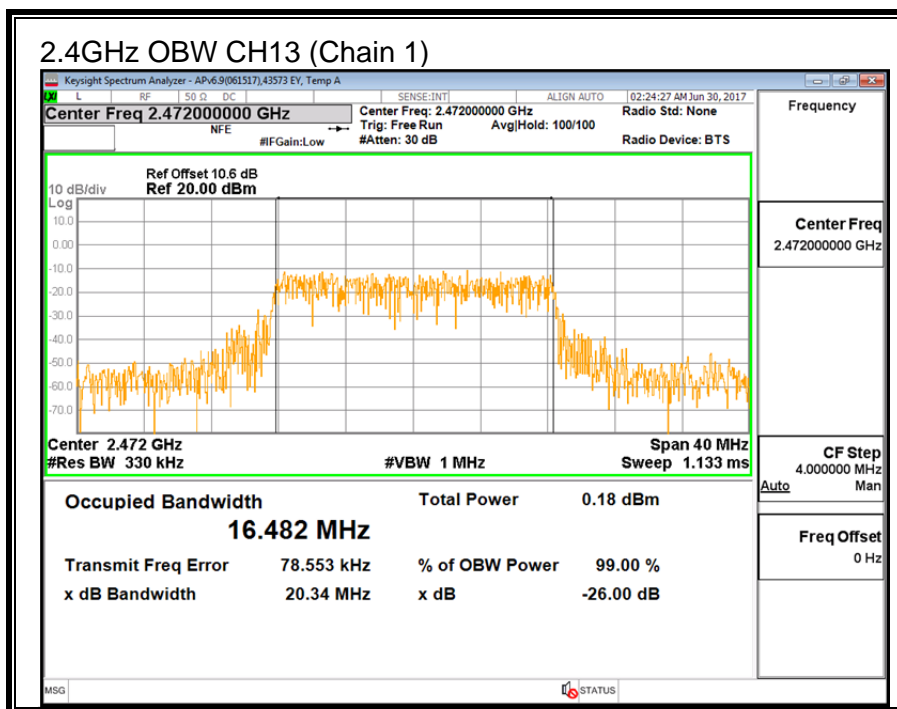 2.4GHz OBW CH13 (Chain 1)
Keysight Spectrum Analyzer - APv6.9(061517),43573 EY, Temp A
LXI L RF 50 Ω DC SENSE:INT ALIGN AUTO 02:24:27 AM Jun 30, 2017
Center Freq 2.472000000 GHz
NFE
#IFGain:Low
Center Freq: 2.472000000 GHz
Trig: Free Run Avg|Hold: 100/100
#Atten: 30 dB
Radio Std: None
Radio Device: BTS
Frequency
Ref Offset 10.6 dB
10 dB/div Ref 20.00 dBm
Log
10.0
0.00
-10.0
-20.0
-30.0
-40.0
-50.0
-60.0
-70.0
Center 2.472 GHz Span 40 MHz
#Res BW 330 kHz #VBW 1 MHz Sweep 1.133 ms
Center Freq
2.472000000 GHz
CF Step
4.000000 MHz
Auto Man
Freq Offset
0 Hz
Occupied Bandwidth Total Power 0.18 dBm
16.482 MHz
Transmit Freq Error 78.553 kHz % of OBW Power 99.00 %
x dB Bandwidth 20.34 MHz x dB -26.00 dB
MSG STATUS